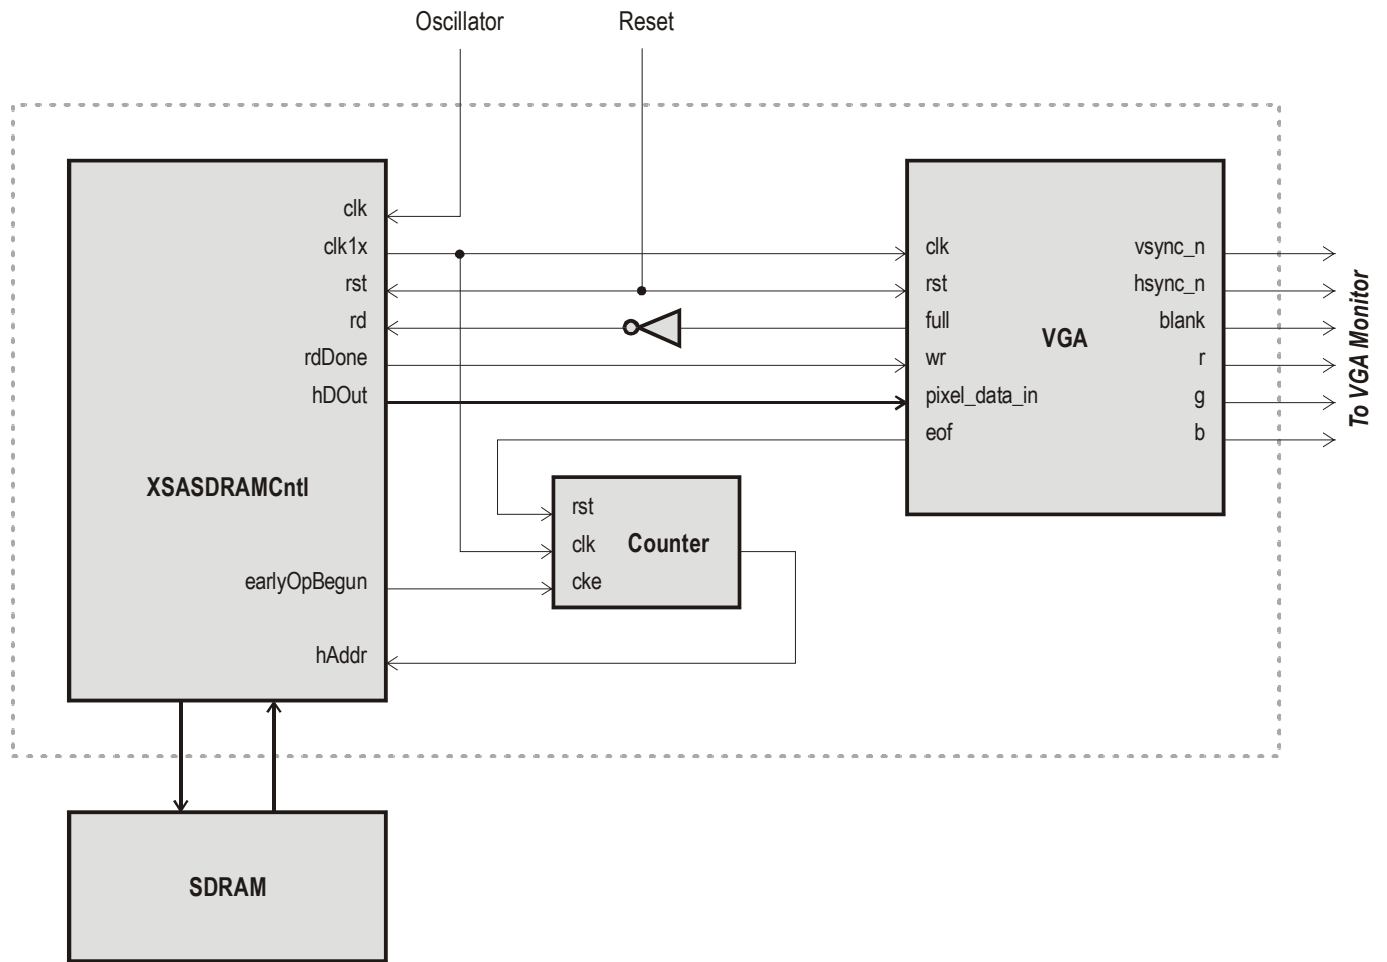 Oscillator
Reset
clk
clk1x
rst
rd
rdDone
hDOut
XSASDRAMCntl
earlyOpBegun
hAddr
clk
rst
full
wr
pixel_data_in
eof
VGA
vsync_n
hsync_n
blank
r
g
b
To VGA Monitor
rst
clk
cke
Counter
SDRAM